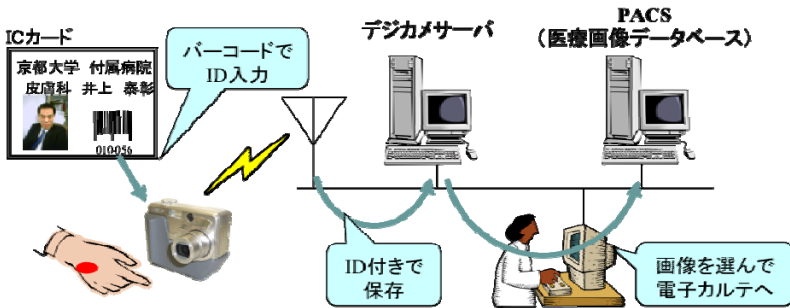 ICカード
京都大学 付属病院
皮膚科 井上 泰彰
010-056
バーコードで
ID入力
デジカメサーバ
PACS
(医療画像データベース)
ID付きで
保存
画像を選んで
電子カルテへ